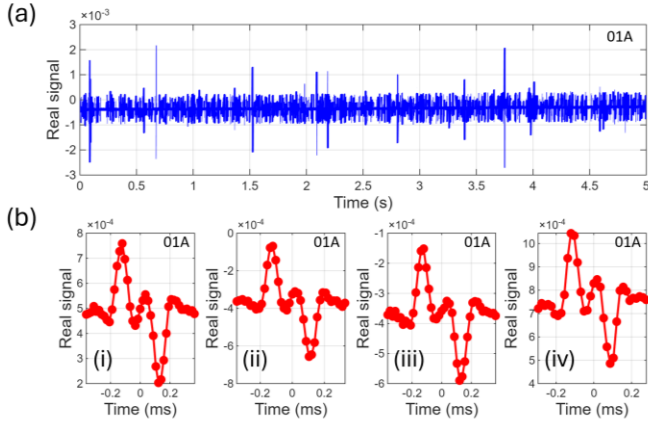 (a)
×10⁻³
3
2
1
0
-1
-2
-3
Real signal
01A
0 0.5 1 1.5 2 2.5 3 3.5 4 4.5 5
Time (s)
(b)
×10⁻⁴
8
7
6
5
4
3
2
Real signal
01A
(i)
-0.2 0 0.2
Time (ms)
×10⁻⁴
0
-2
-4
-6
-8
Real signal
01A
(ii)
-0.2 0 0.2
Time (ms)
×10⁻⁴
-1
-2
-3
-4
-5
-6
Real signal
01A
(iii)
-0.2 0 0.2
Time (ms)
×10⁻⁴
10
9
8
7
6
5
4
Real signal
01A
(iv)
-0.2 0 0.2
Time (ms)